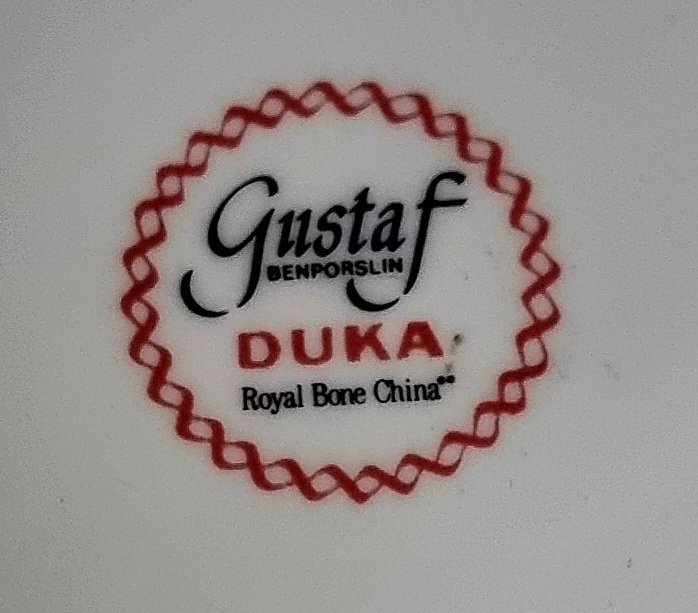 Gustaf
BENPORSLIN
DUKA
Royal Bone China